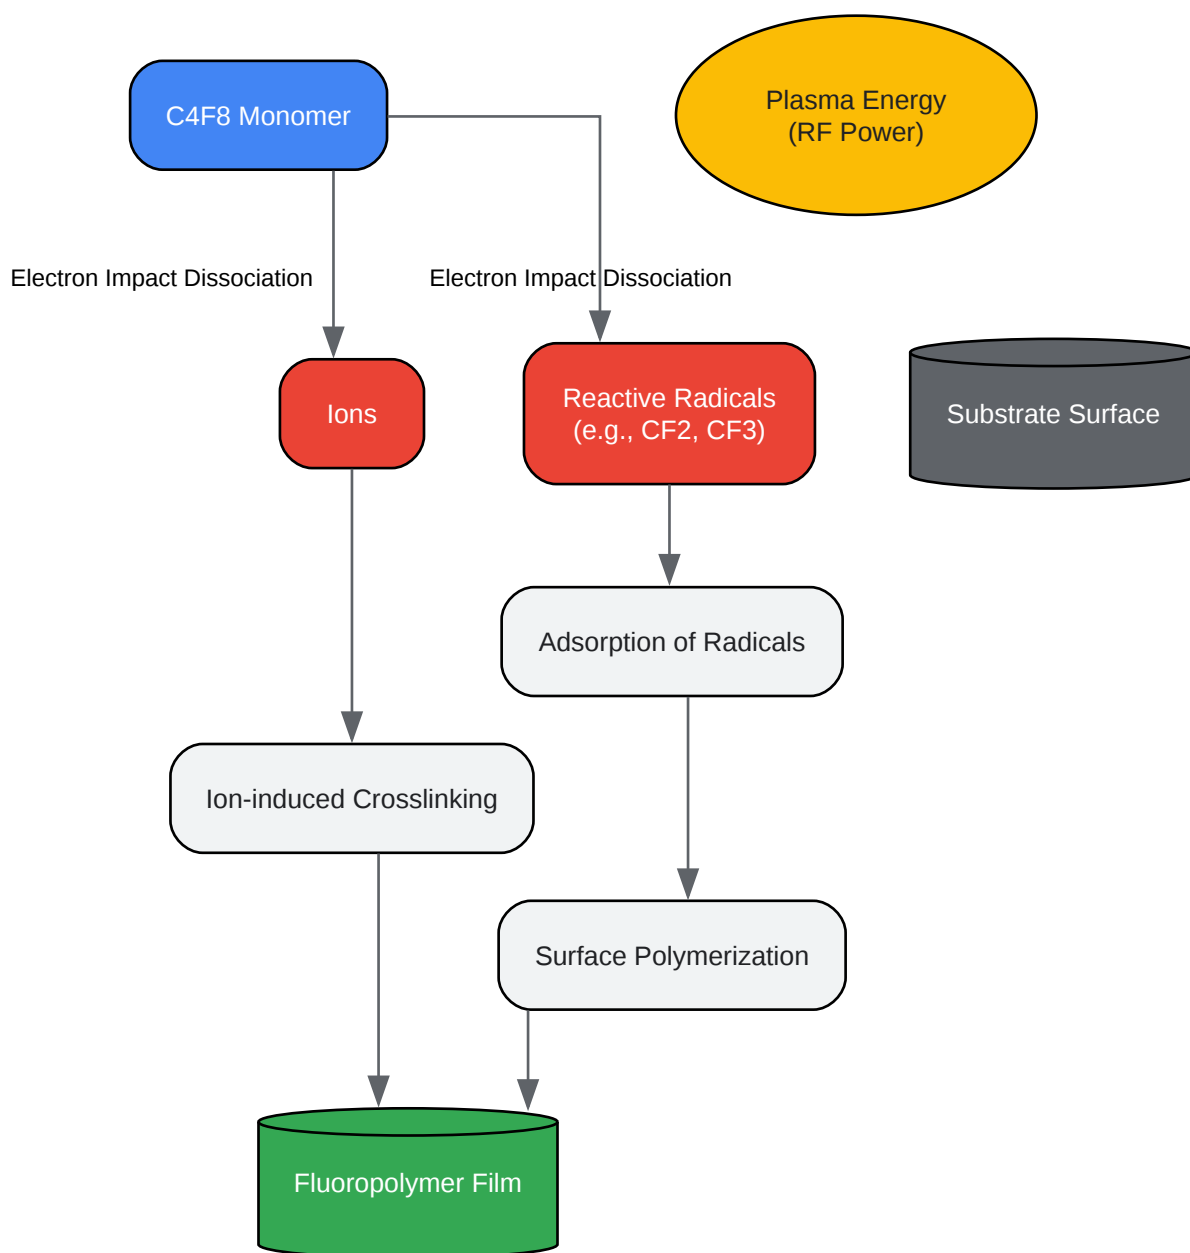 C4F8 Monomer
Plasma Energy
(RF Power)
Electron Impact Dissociation
Electron Impact Dissociation
Ions
Reactive Radicals
(e.g., CF2, CF3)
Substrate Surface
Adsorption of Radicals
Ion-induced Crosslinking
Surface Polymerization
Fluoropolymer Film